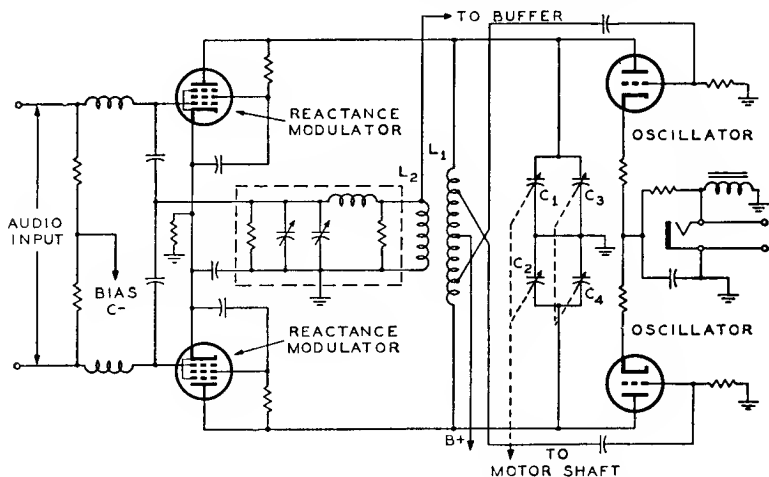 TO BUFFER
REACTANCE
MODULATOR
OSCILLATOR
L2
L1
C1
C3
AUDIO
INPUT
BIAS
C-
C2
C4
REACTANCE
MODULATOR
OSCILLATOR
B+
TO
MOTOR SHAFT